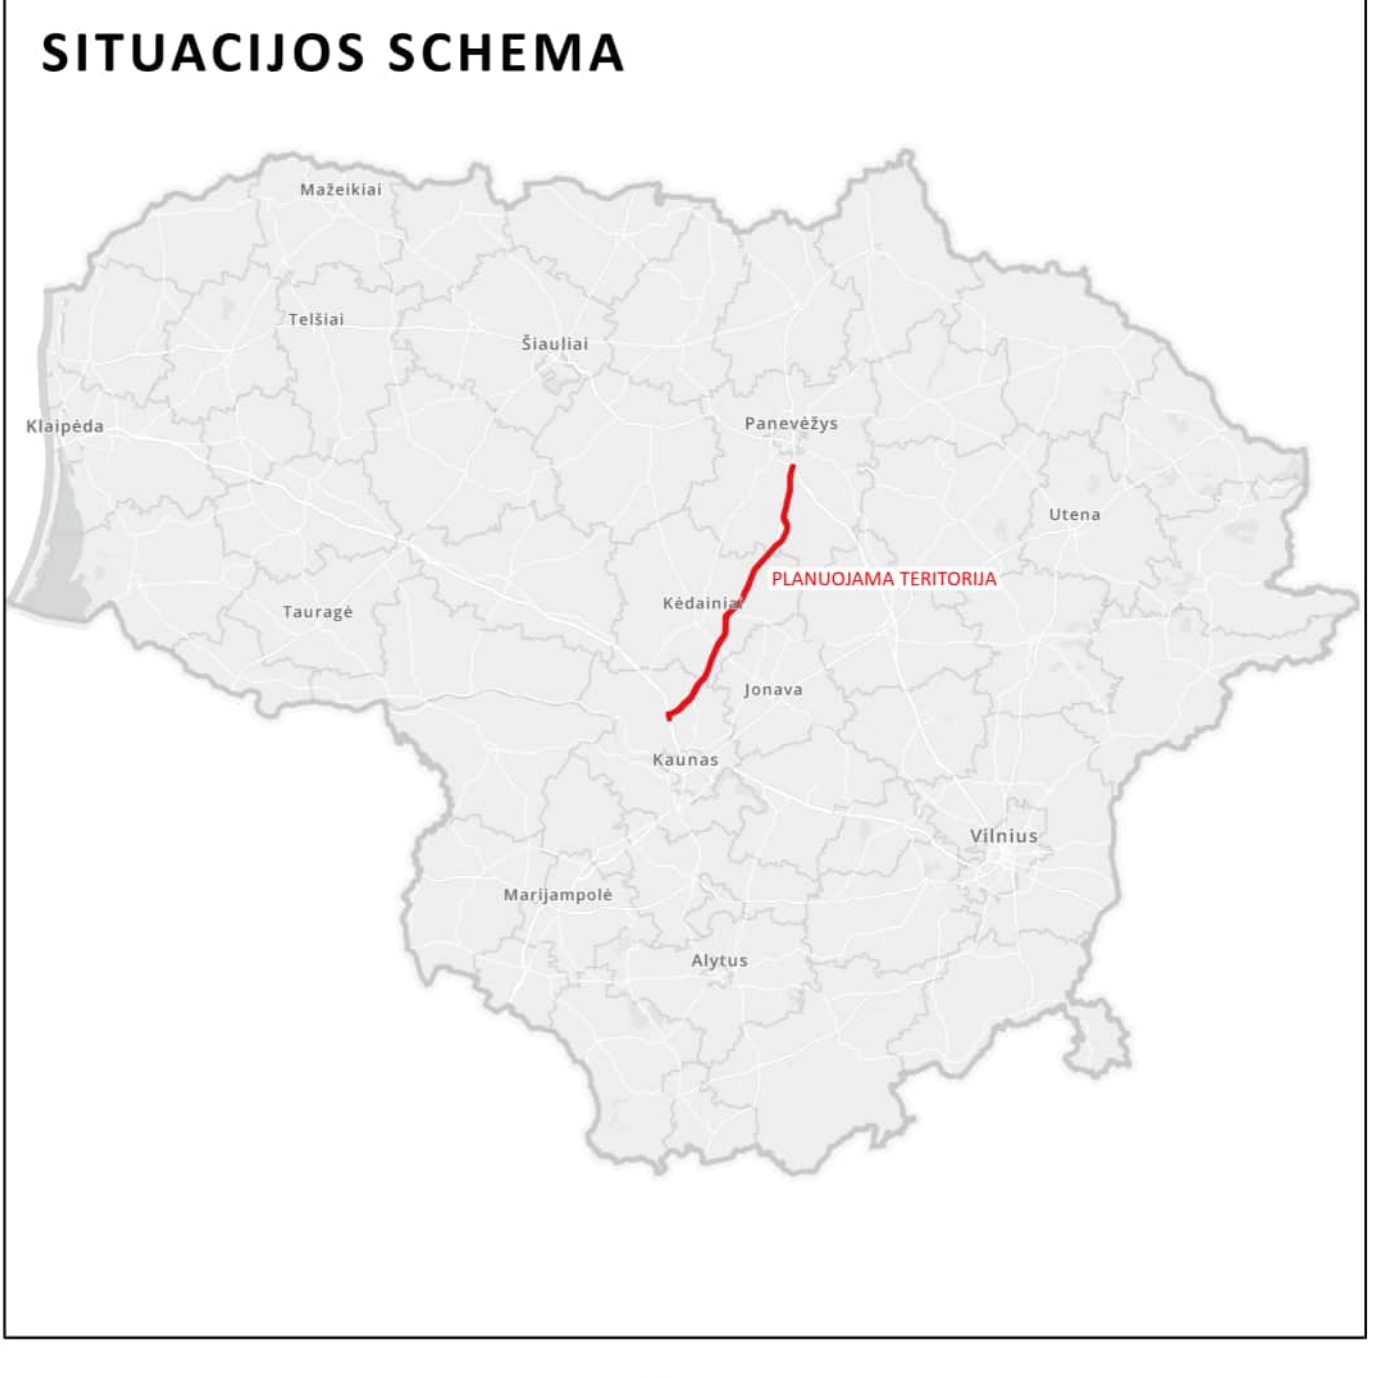 SITUACIJOS SCHEMA
Mažeikiai
Telšiai
Šiauliai
Klaipėda
Panevėžys
Utena
PLANUOJAMA TERITORIJA
Kėdainiai
Tauragė
Jonava
Kaunas
Vilnius
Marijampolė
Alytus